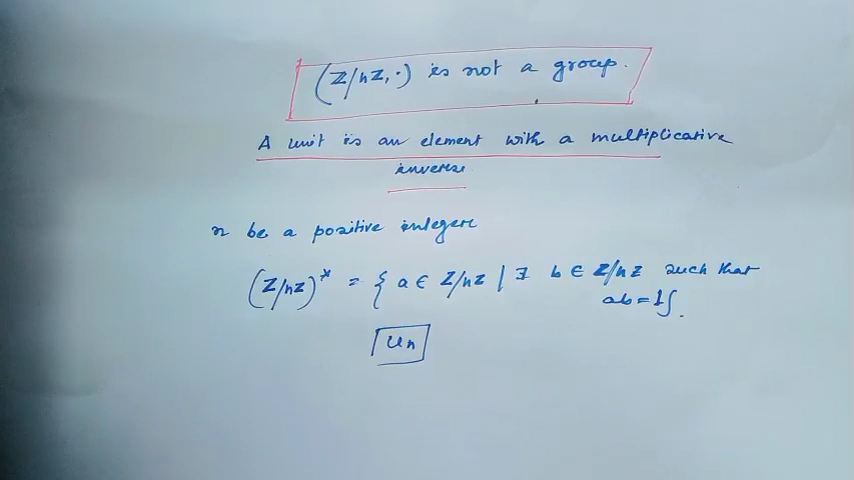 (Z/nZ, ·) is not a group.
A unit is an element with a multiplicative
inverse
n be a positive integer
(Z/nZ)* = { a ∈ Z/nZ | ∃ b ∈ Z/nZ such that
ab = 1}.
Un